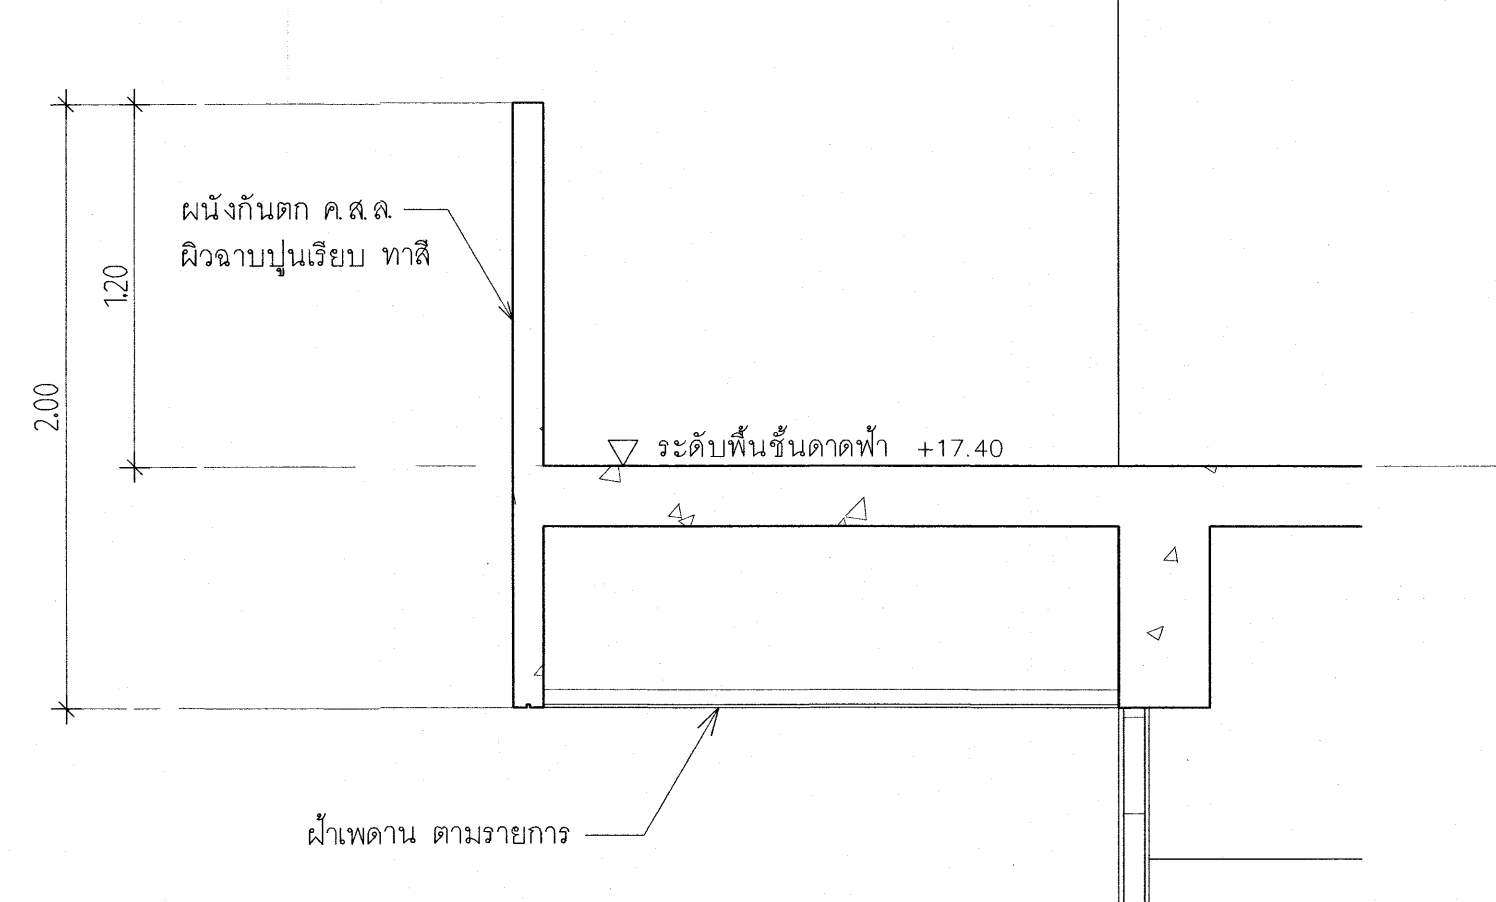 ผนังกันตก ค.ส.ล.
ผิวฉาบปูนเรียบ ทาสี
1.20
2.00
ระดับพื้นชั้นดาดฟ้า +17.40
ฝ้าเพดาน ตามรายการ